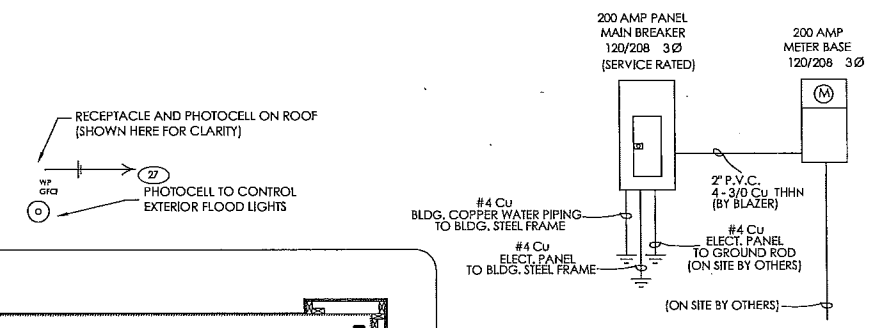 200 AMP PANEL
MAIN BREAKER
120/208 3Ø
(SERVICE RATED)
200 AMP
METER BASE
120/208 3Ø
M
RECEPTACLE AND PHOTOCELL ON ROOF
(SHOWN HERE FOR CLARITY)
27
WP
GFCI
PHOTOCELL TO CONTROL
EXTERIOR FLOOD LIGHTS
2" P.V.C.
4 - 3/0 Cu THHN
(BY BLAZER)
#4 Cu
BLDG. COPPER WATER PIPING
TO BLDG. STEEL FRAME
#4 Cu
ELECT. PANEL
TO BLDG. STEEL FRAME
#4 Cu
ELECT. PANEL
TO GROUND ROD
(ON SITE BY OTHERS)
(ON SITE BY OTHERS)